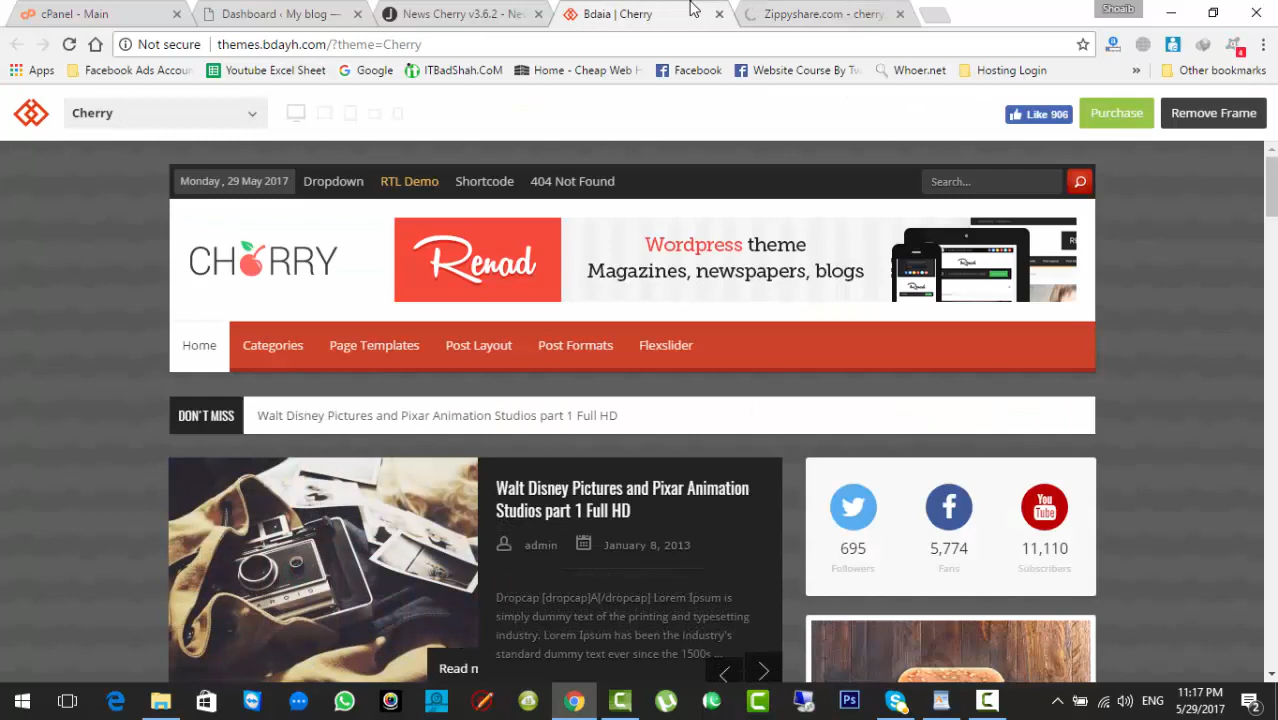 cPanel - Main
Dashboard ‹ My blog —
News Cherry v3.6.2 - Nev
Bdaia | Cherry
Zippyshare.com - cherry.
Shoaib
Not secure
themes.bdayh.com/?theme=Cherry
Apps
Facebook Ads Accoun
Youtube Excel Sheet
Google
ITBadShah.CoM
Home - Cheap Web H
Facebook
Website Course By Tw
Whoer.net
Hosting Login
»
Other bookmarks
4
Cherry
Like 906
Purchase
Remove Frame
Monday , 29 May 2017
Dropdown
RTL Demo
Shortcode
404 Not Found
Search...
CHERRY
Renad
Wordpress theme
Magazines, newspapers, blogs
Home
Categories
Page Templates
Post Layout
Post Formats
Flexslider
DON'T MISS
Walt Disney Pictures and Pixar Animation Studios part 1 Full HD
Walt Disney Pictures and Pixar Animation
Studios part 1 Full HD
admin
January 8, 2013
Dropcap [dropcap]A[/dropcap] Lorem Ipsum is
simply dummy text of the printing and typesetting
industry. Lorem Ipsum has been the industry's
standard dummy text ever since the 1500s ...
Read m
You
Tube
695
5,774
11,110
Followers
Fans
Subscribers
ENG
11:17 PM
5/29/2017
2